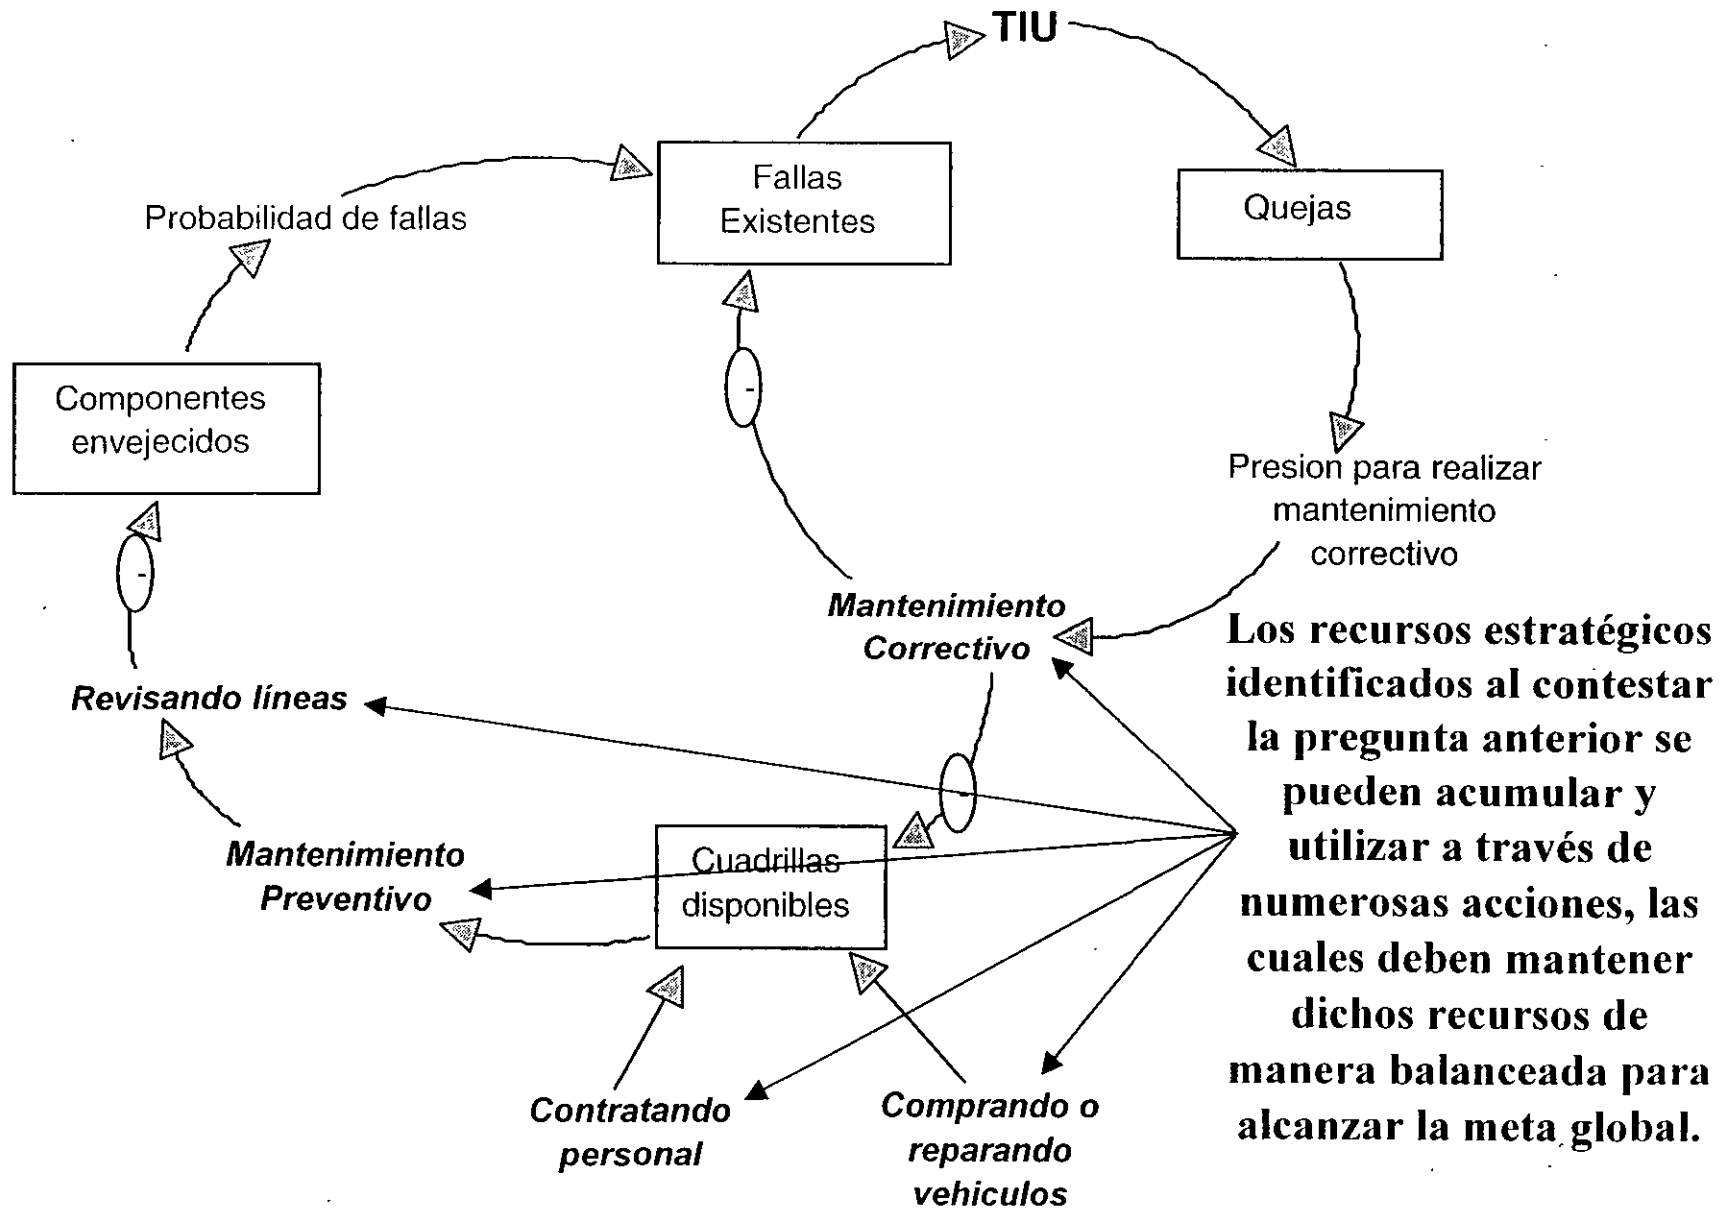 TIU
Fallas
Existentes
Quejas
Probabilidad de fallas
Componentes
envejecidos
-
-
Presion para realizar
mantenimiento
correctivo
Mantenimiento
Correctivo
Revisando líneas
-
Mantenimiento
Preventivo
Cuadrillas
disponibles
Contratando
personal
Comprando o
reparando
vehiculos
Los recursos estratégicos
identificados al contestar
la pregunta anterior se
pueden acumular y
utilizar a través de
numerosas acciones, las
cuales deben mantener
dichos recursos de
manera balanceada para
alcanzar la meta global.